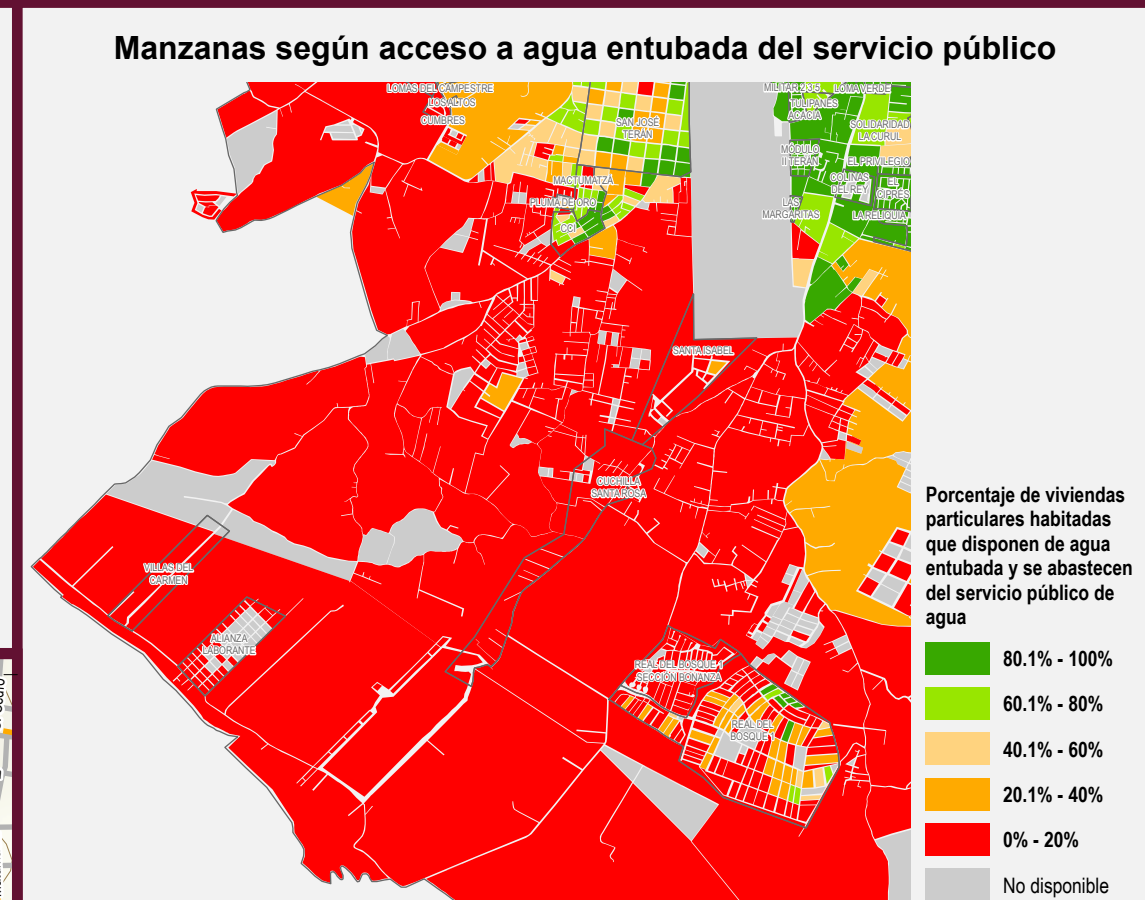 Manzanas según acceso a agua entubada del servicio público
LOMAS DEL CAMPESTRE
LOS ALTOS
CUMBRES
SAN JOSE
TERÁN
MILITAR 2 3 5
LOMA VERDE
TULIPANES
ACACIA
SOLIDARIDAD
LA CURUL
MÓDULO
II TERÁN
EL PRIVILEGIO
COLINAS
DEL REY
EL
CIPRÉS
LAS
MARGARITAS
LA RELIQUIA
MACTUMATZÁ
PLUMA DE ORO
CCI
SANTA ISABEL
CUCHILLA
SANTA ROSA
VILLAS DEL
CARMEN
ALIANZA
LABORANTE
REAL DEL BOSQUE 1
SECCIÓN BONANZA
REAL DEL
BOSQUE 1
Porcentaje de viviendas
particulares habitadas
que disponen de agua
entubada y se abastecen
del servicio público de
agua
80.1% - 100%
60.1% - 80%
40.1% - 60%
20.1% - 40%
0% - 20%
No disponible